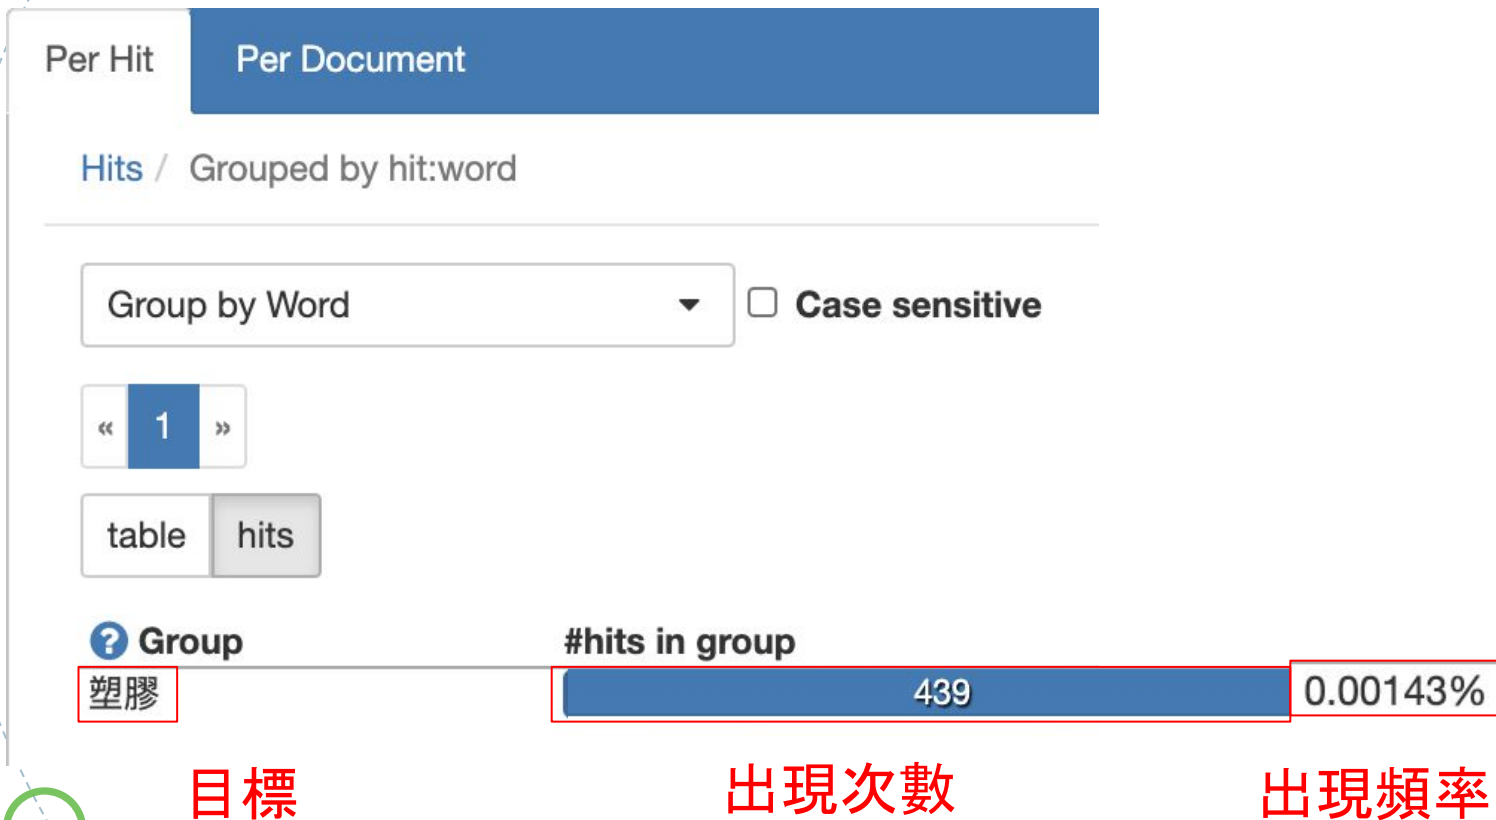 Per Hit Per Document
Hits / Grouped by hit:word
Group by Word Case sensitive
« 1 »
table hits
? Group #hits in group
塑膠 439 0.00143%
目標 出現次數 出現頻率